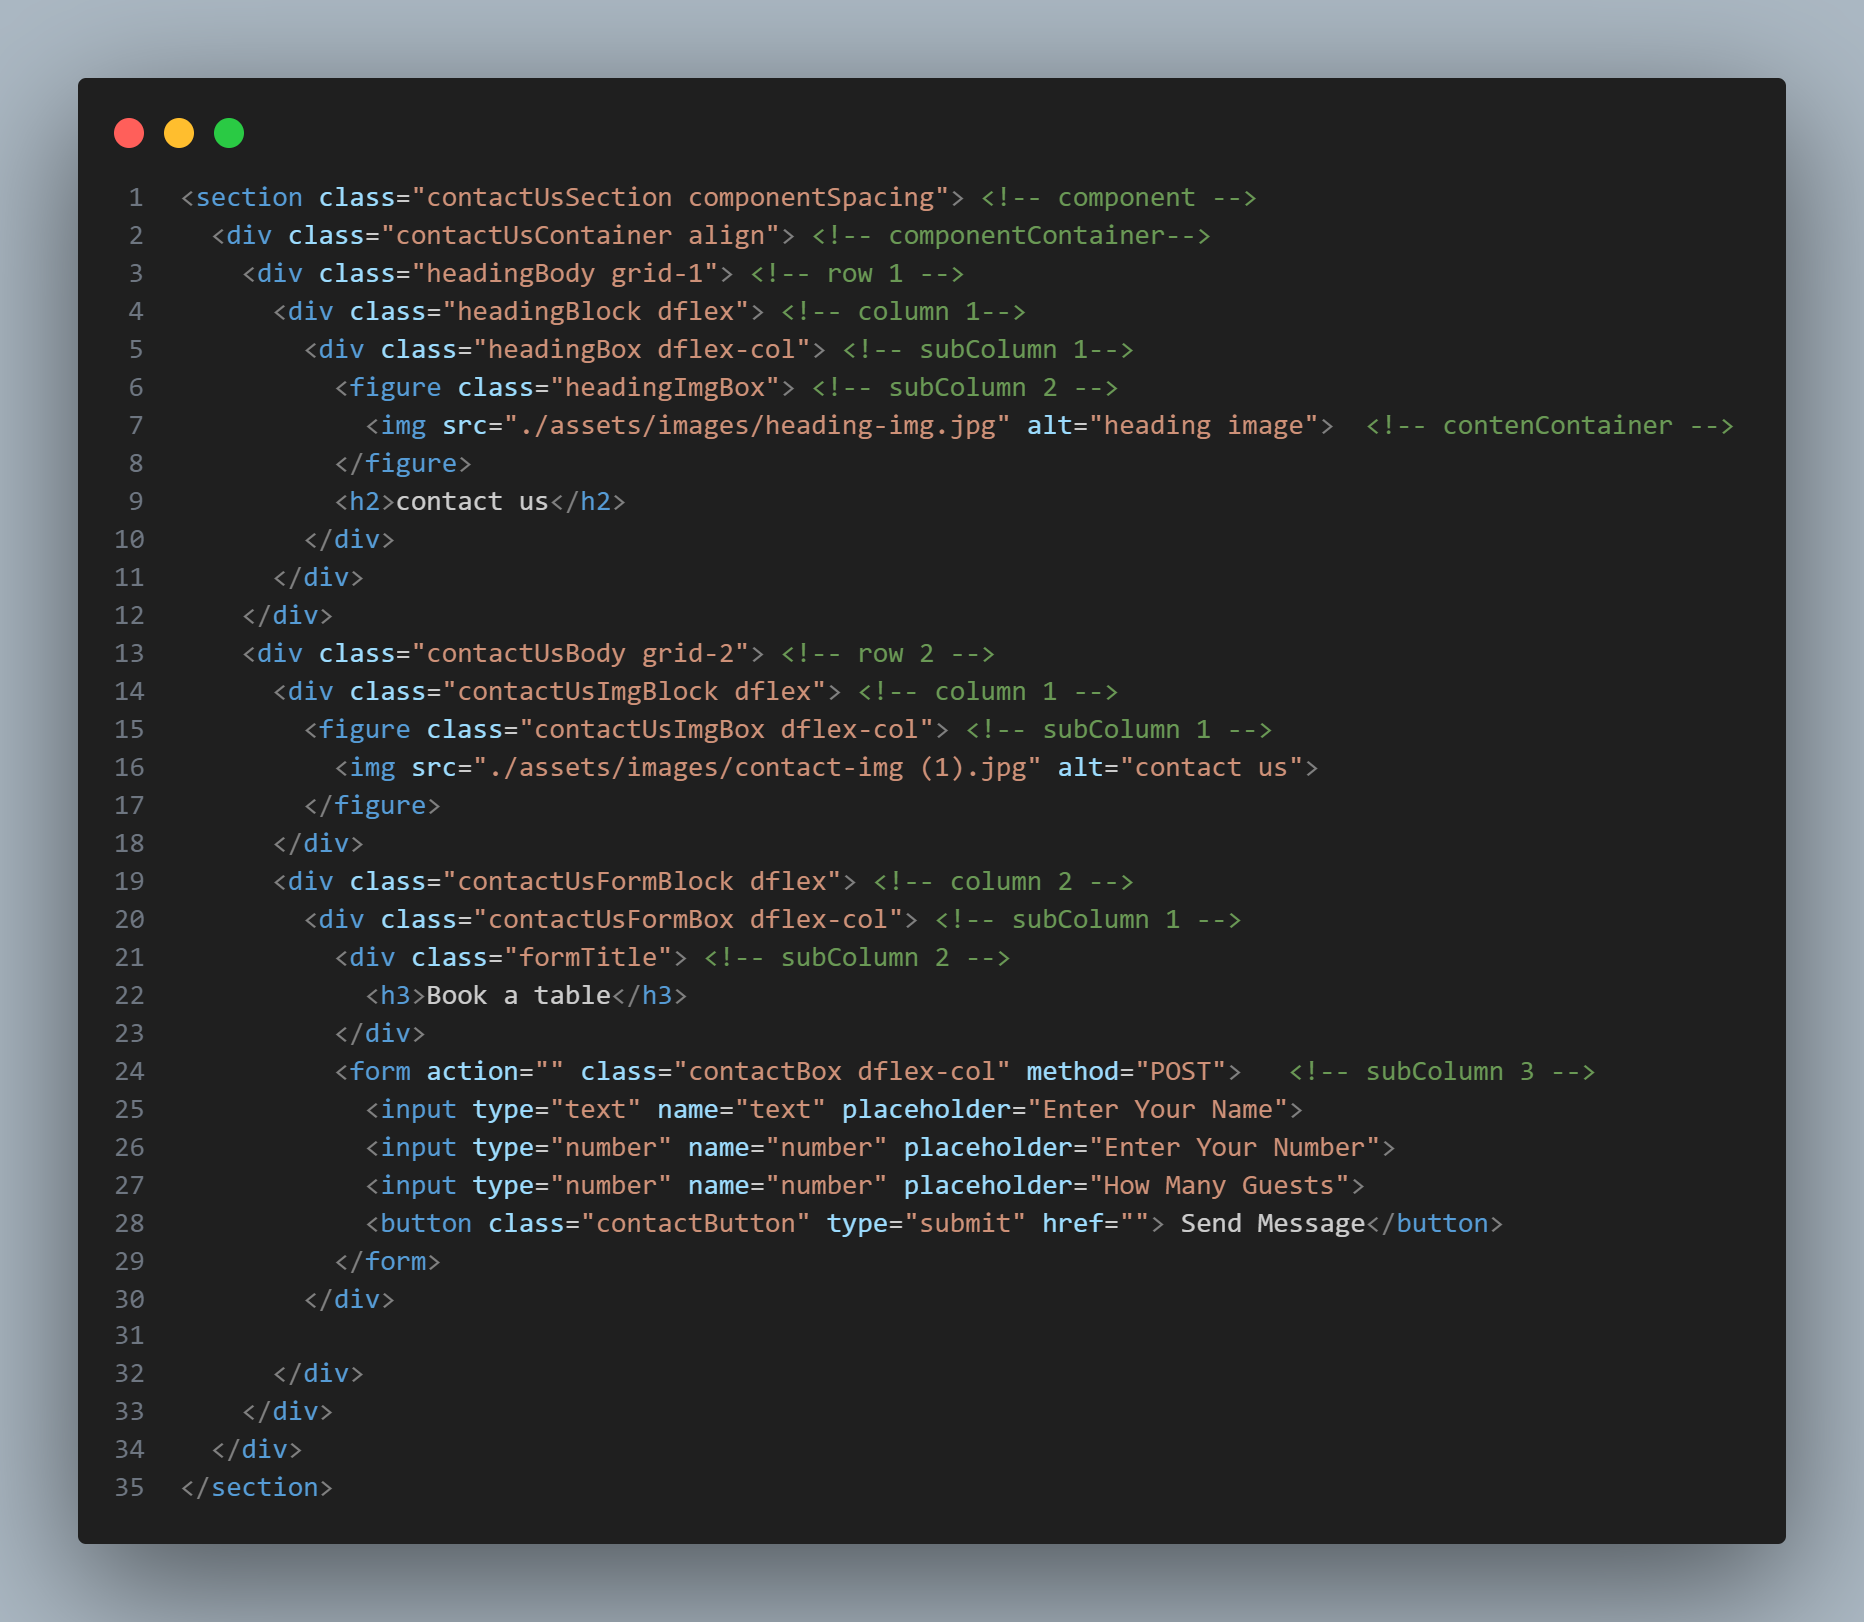 1 <section class="contactUsSection componentSpacing"> <!-- component -->
2   <div class="contactUsContainer align"> <!-- componentContainer-->
3     <div class="headingBody grid-1"> <!-- row 1 -->
4       <div class="headingBlock dflex"> <!-- column 1-->
5         <div class="headingBox dflex-col"> <!-- subColumn 1-->
6           <figure class="headingImgBox"> <!-- subColumn 2 -->
7             <img src="./assets/images/heading-img.jpg" alt="heading image">  <!-- contenContainer -->
8           </figure>
9           <h2>contact us</h2>
10         </div>
11       </div>
12     </div>
13     <div class="contactUsBody grid-2"> <!-- row 2 -->
14       <div class="contactUsImgBlock dflex"> <!-- column 1 -->
15         <figure class="contactUsImgBox dflex-col"> <!-- subColumn 1 -->
16           <img src="./assets/images/contact-img (1).jpg" alt="contact us">
17         </figure>
18       </div>
19       <div class="contactUsFormBlock dflex"> <!-- column 2 -->
20         <div class="contactUsFormBox dflex-col"> <!-- subColumn 1 -->
21           <div class="formTitle"> <!-- subColumn 2 -->
22             <h3>Book a table</h3>
23           </div>
24           <form action="" class="contactBox dflex-col" method="POST">   <!-- subColumn 3 -->
25             <input type="text" name="text" placeholder="Enter Your Name">
26             <input type="number" name="number" placeholder="Enter Your Number">
27             <input type="number" name="number" placeholder="How Many Guests">
28             <button class="contactButton" type="submit" href=""> Send Message</button>
29           </form>
30         </div>
31
32       </div>
33     </div>
34   </div>
35 </section>